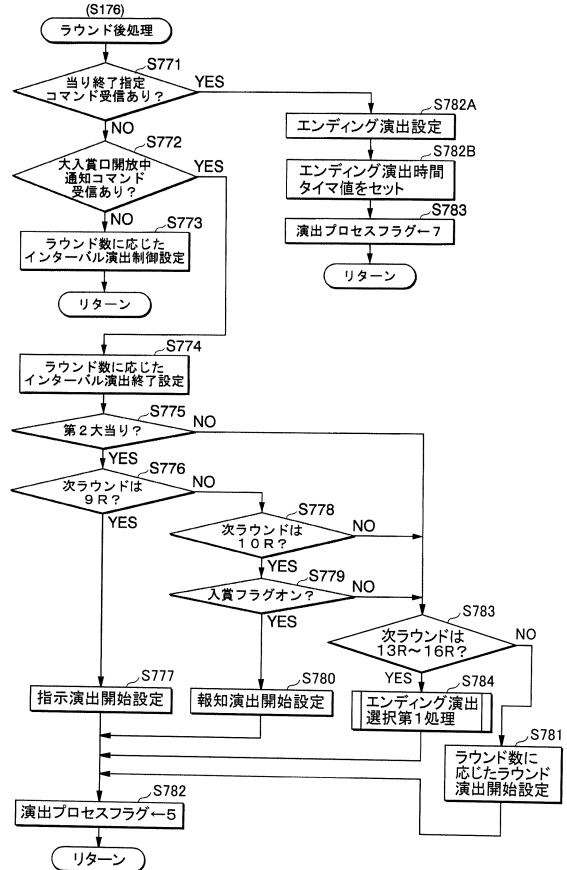 (S176)
ラウンド後処理
S771
当り終了指定
コマンド受信あり?
YES
NO
S782A
エンディング演出設定
S782B
エンディング演出時間
タイマ値をセット
S783
演出プロセスフラグ←7
リターン
S772
大入賞口開放中
通知コマンド
受信あり?
YES
NO
S773
ラウンド数に応じた
インターバル演出制御設定
リターン
S774
ラウンド数に応じた
インターバル演出終了設定
S775
第2大当り?
NO
YES
S776
次ラウンドは
9R?
NO
YES
S778
次ラウンドは
10R?
NO
YES
S779
入賞フラグオン?
NO
YES
S783
次ラウンドは
13R~16R?
NO
YES
S777
指示演出開始設定
S780
報知演出開始設定
S784
エンディング演出
選択第1処理
S781
ラウンド数に
応じたラウンド
演出開始設定
S782
演出プロセスフラグ←5
リターン